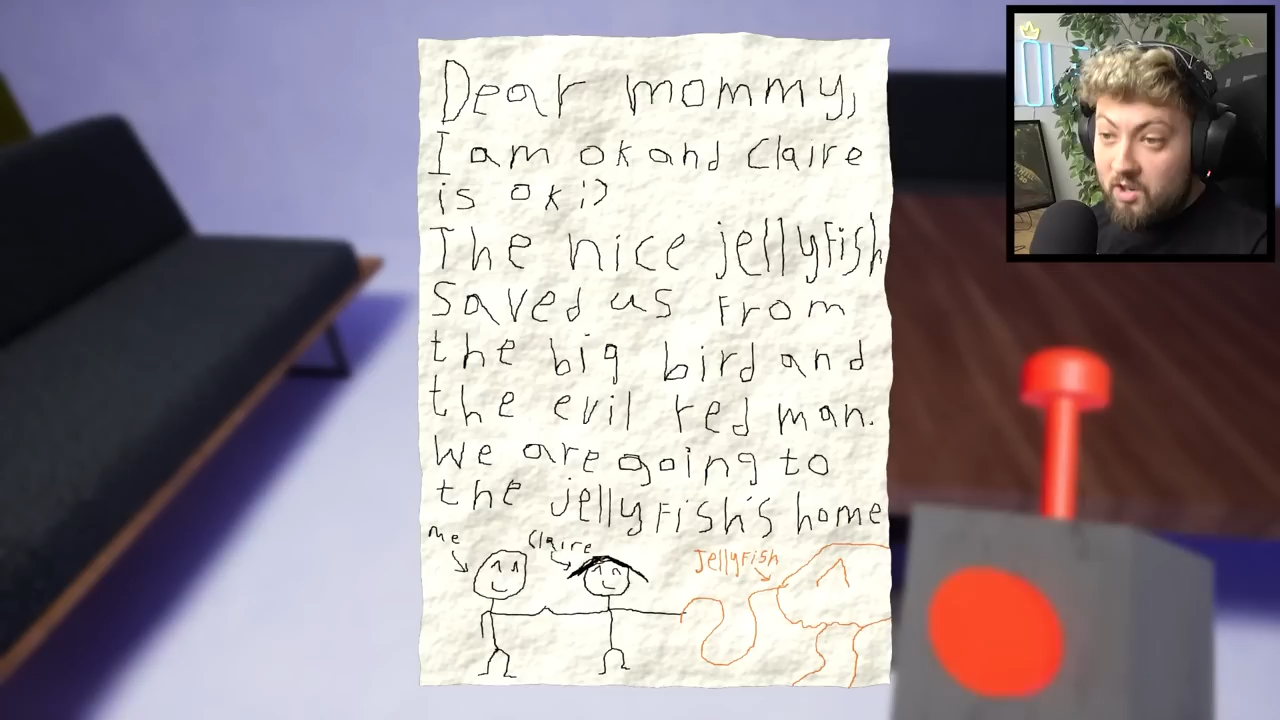 Dear mommy,
I am ok and Claire
is ok :)
The nice jellyfish
saved us from
the big bird and
the evil red man.
We are going to
the jellyfish's home
Me
Claire
Jellyfish